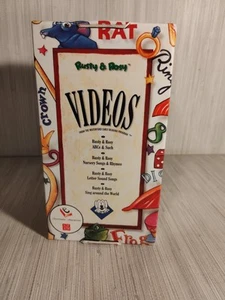 RAT
Rusty & Rosy
Ring
Crown
VIDEOS
Rusty & Rosy
ABCs & Such
Rusty & Rosy
Nursery Songs & Rhymes
Rusty & Rosy
Letter Sound Songs
Rusty & Rosy
Sing around the World
Frog